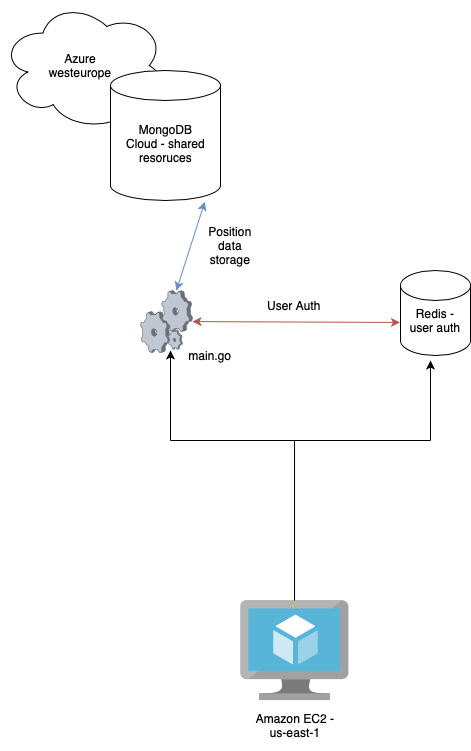 Azure
westeurope
MongoDB
Cloud - shared
resoruces
Position
data
storage
User Auth
Redis -
user auth
main.go
Amazon EC2 -
us-east-1